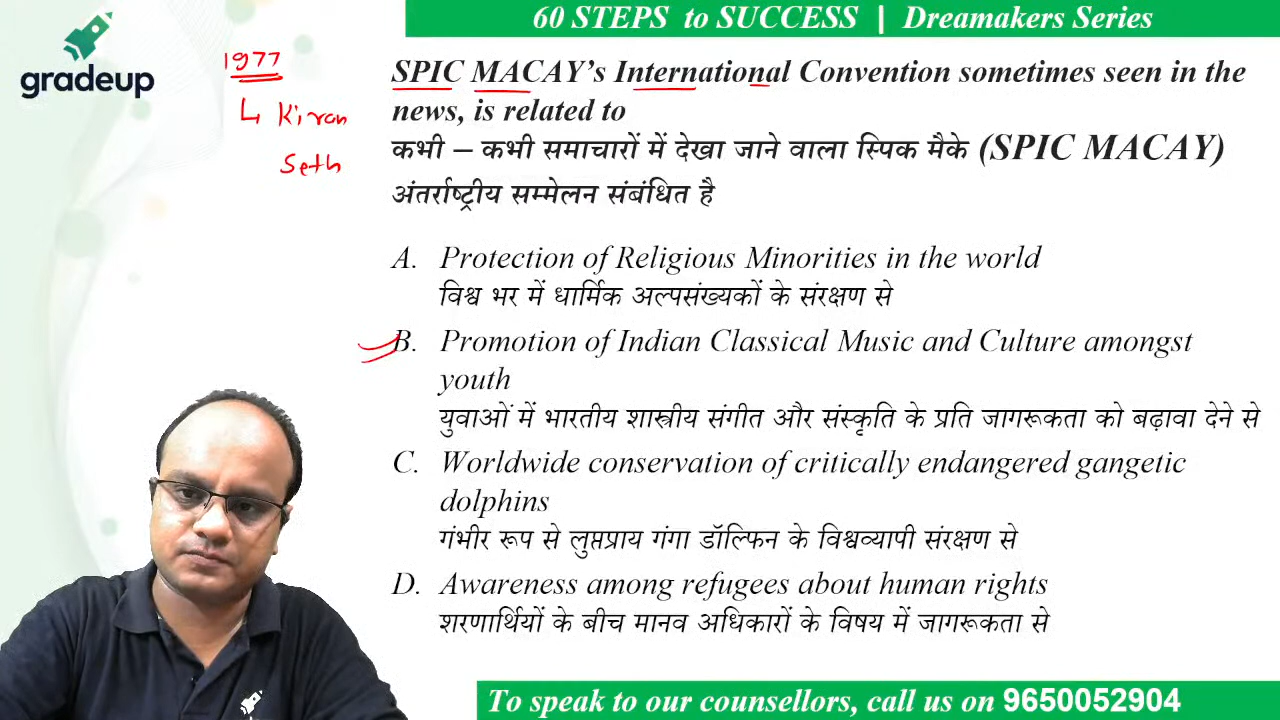 60 STEPS to SUCCESS | Dreamakers Series
gradeup
1977
Kiran
Seth
SPIC MACAY's International Convention sometimes seen in the
news, is related to
कभी – कभी समाचारों में देखा जाने वाला स्पिक मैके (SPIC MACAY)
अंतर्राष्ट्रीय सम्मेलन संबंधित है
A. Protection of Religious Minorities in the world
विश्व भर में धार्मिक अल्पसंख्यकों के संरक्षण से
B. Promotion of Indian Classical Music and Culture amongst
youth
युवाओं में भारतीय शास्त्रीय संगीत और संस्कृति के प्रति जागरूकता को बढ़ावा देने से
C. Worldwide conservation of critically endangered gangetic
dolphins
गंभीर रूप से लुप्तप्राय गंगा डॉल्फिन के विश्वव्यापी संरक्षण से
D. Awareness among refugees about human rights
शरणार्थियों के बीच मानव अधिकारों के विषय में जागरूकता से
To speak to our counsellors, call us on 9650052904